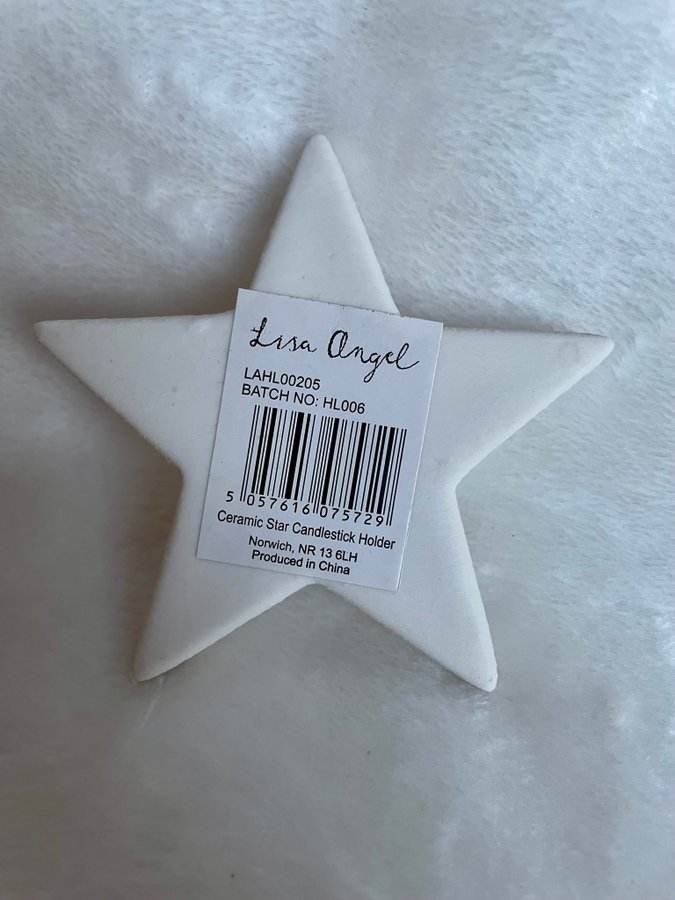 Lisa Angel
LAHL00205
BATCH NO: HL006
5 057616 075729
Ceramic Star Candlestick Holder
Norwich, NR 13 6LH
Produced in China